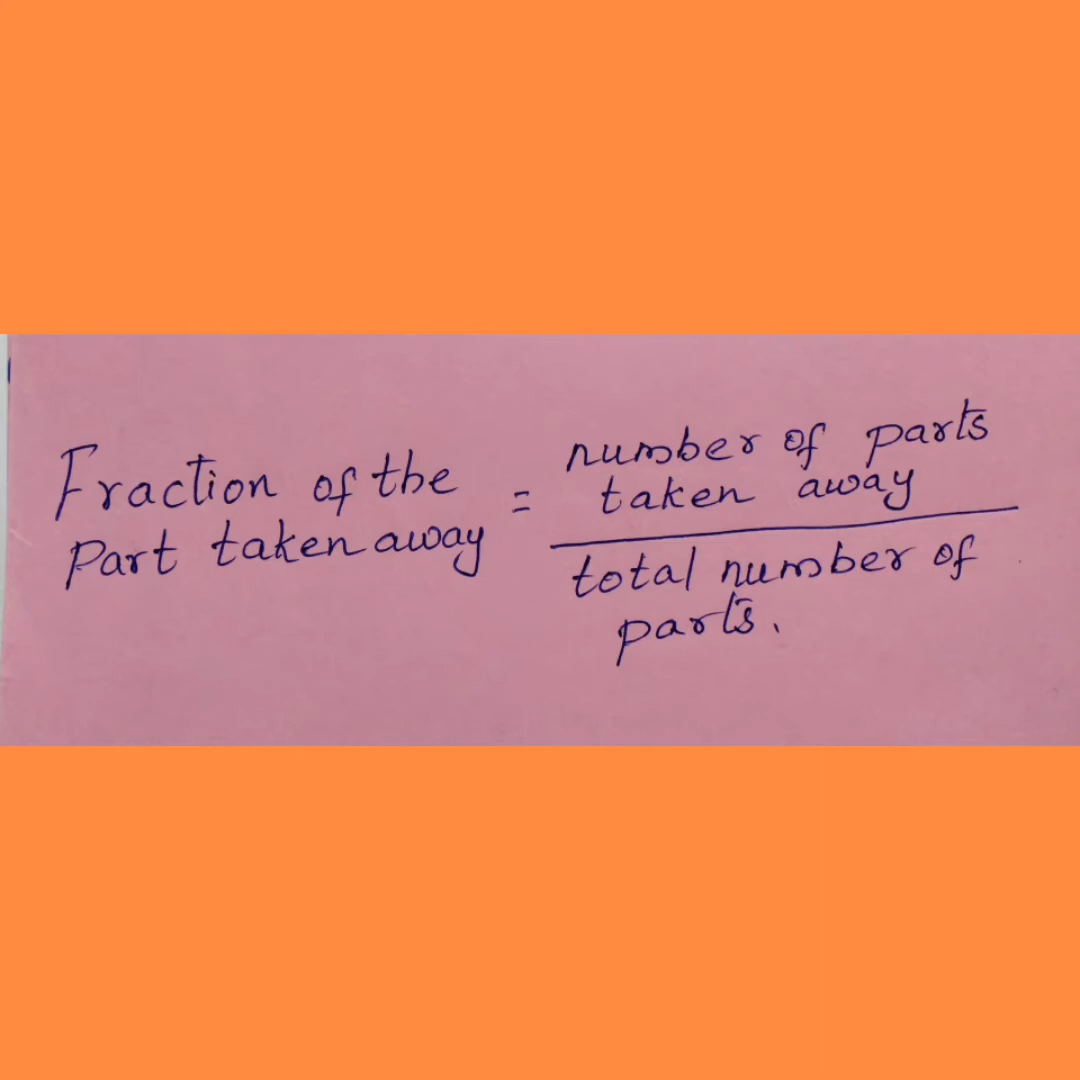 Fraction of the
Part taken away
=
number of parts
taken away
total number of
parts.